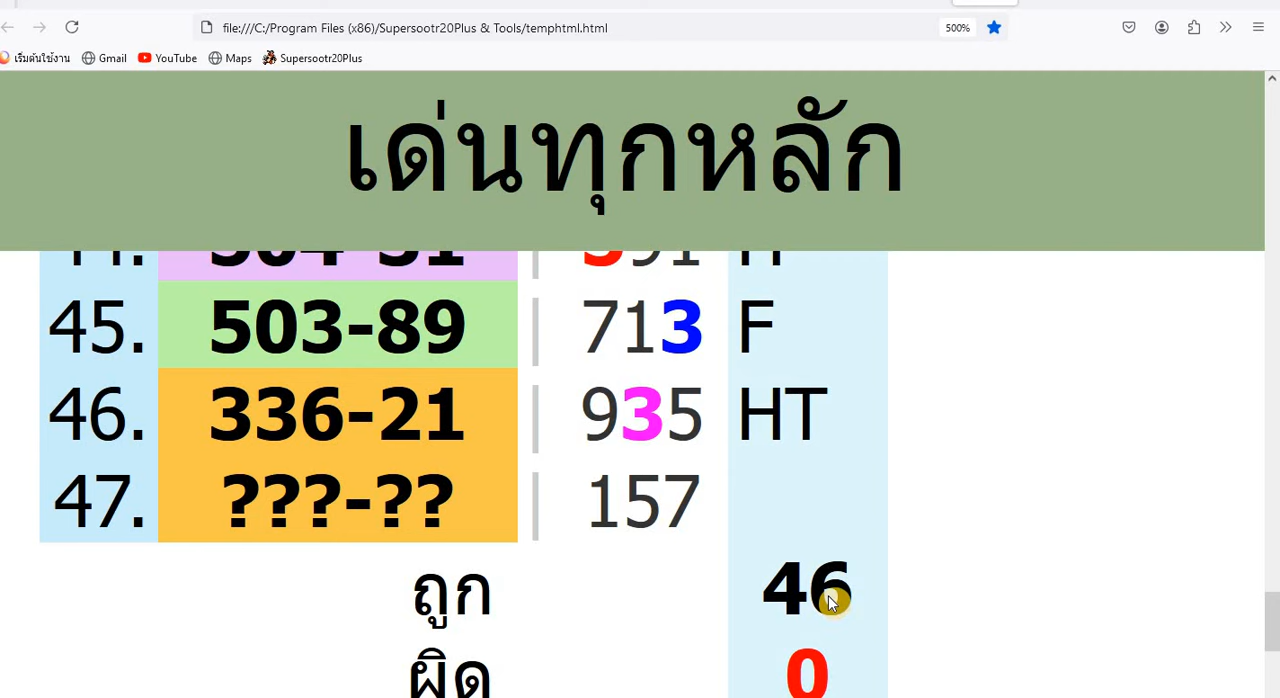 file:///C:/Program Files (x86)/Supersootr20Plus & Tools/temphtml.html 500%
เริ่มต้นใช้งาน Gmail YouTube Maps Supersootr20Plus
เด่นทุกหลัก
45. 503-89 | 713 F
46. 336-21 | 935 HT
47. ???-?? | 157
ถูก 46
ผิด 0